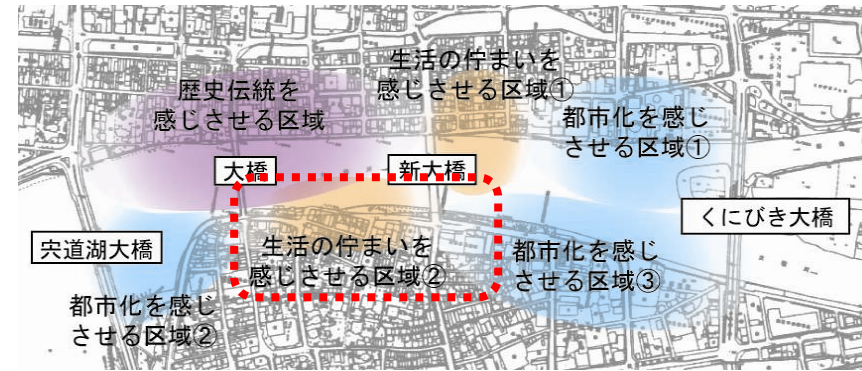 生活の佇まいを
感じさせる区域①
歴史伝統を
感じさせる区域
都市化を感じ
させる区域①
大橋
新大橋
くにびき大橋
宍道湖大橋
生活の佇まいを
感じさせる区域②
都市化を感じ
させる区域③
都市化を感じ
させる区域②